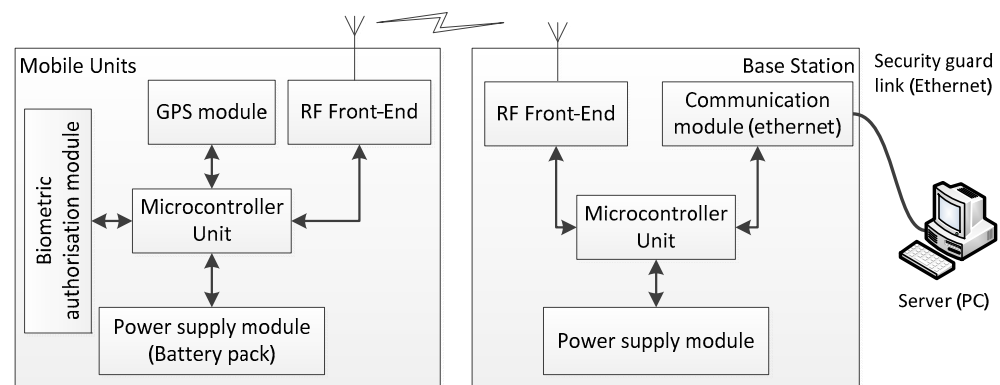 Mobile Units
GPS module
RF Front-End
Biometric
authorisation module
Microcontroller
Unit
Power supply module
(Battery pack)
Base Station
RF Front-End
Communication
module (ethernet)
Microcontroller
Unit
Power supply module
Security guard
link (Ethernet)
Server (PC)